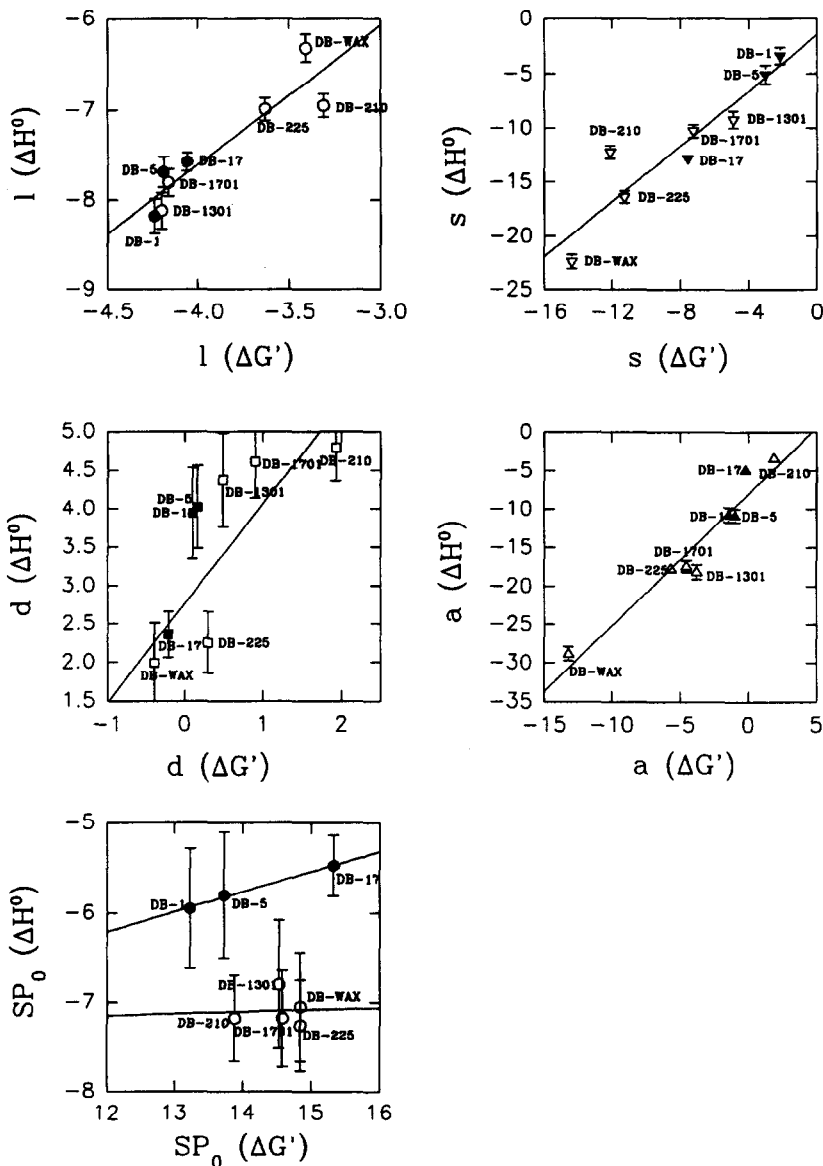 −6
−7
−8
−9
l (ΔH⁰)
DB-WAX
DB-210
DB-225
DB-5
DB-17
DB-1701
DB-1301
DB-1
−4.5
−4.0
−3.5
−3.0
l (ΔG')
0
−5
−10
−15
−20
−25
s (ΔH⁰)
DB-1
DB-5
DB-1301
DB-210
DB-1701
DB-17
DB-225
DB-WAX
−16
−12
−8
−4
0
s (ΔG')
5.0
4.5
4.0
3.5
3.0
2.5
2.0
1.5
d (ΔH⁰)
DB-1701
DB-210
DB-1301
DB-5
DB-1
DB-17
DB-225
DB-WAX
−1
0
1
2
d (ΔG')
0
−5
−10
−15
−20
−25
−30
−35
a (ΔH⁰)
DB-17
DB-210
DB-1
DB-5
DB-1701
DB-225
DB-1301
DB-WAX
−15
−10
−5
0
5
a (ΔG')
−5
−6
−7
−8
SP₀ (ΔH⁰)
DB-17
DB-1
DB-5
DB-1301
DB-WAX
DB-210
DB-1701
DB-225
12
13
14
15
16
SP₀ (ΔG')